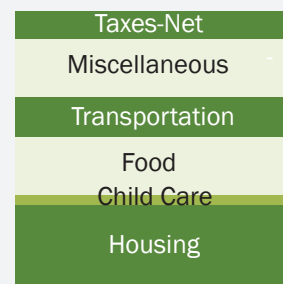 Taxes-Net
Miscellaneous
Transportation
Food
Child Care
Housing